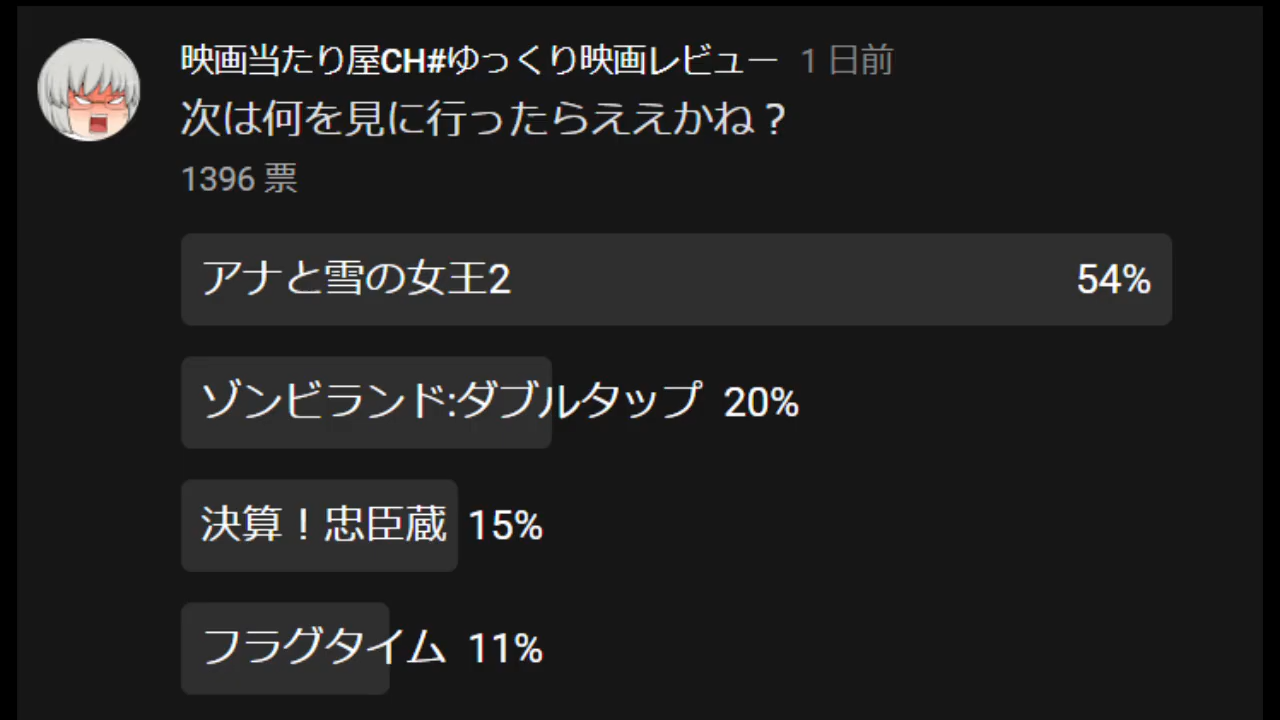 映画当たり屋CH#ゆっくり映画レビュー 1 日前
次は何を見に行ったらええかね？
1396 票
アナと雪の女王2 54%
ゾンビランド:ダブルタップ 20%
決算！忠臣蔵 15%
フラグタイム 11%